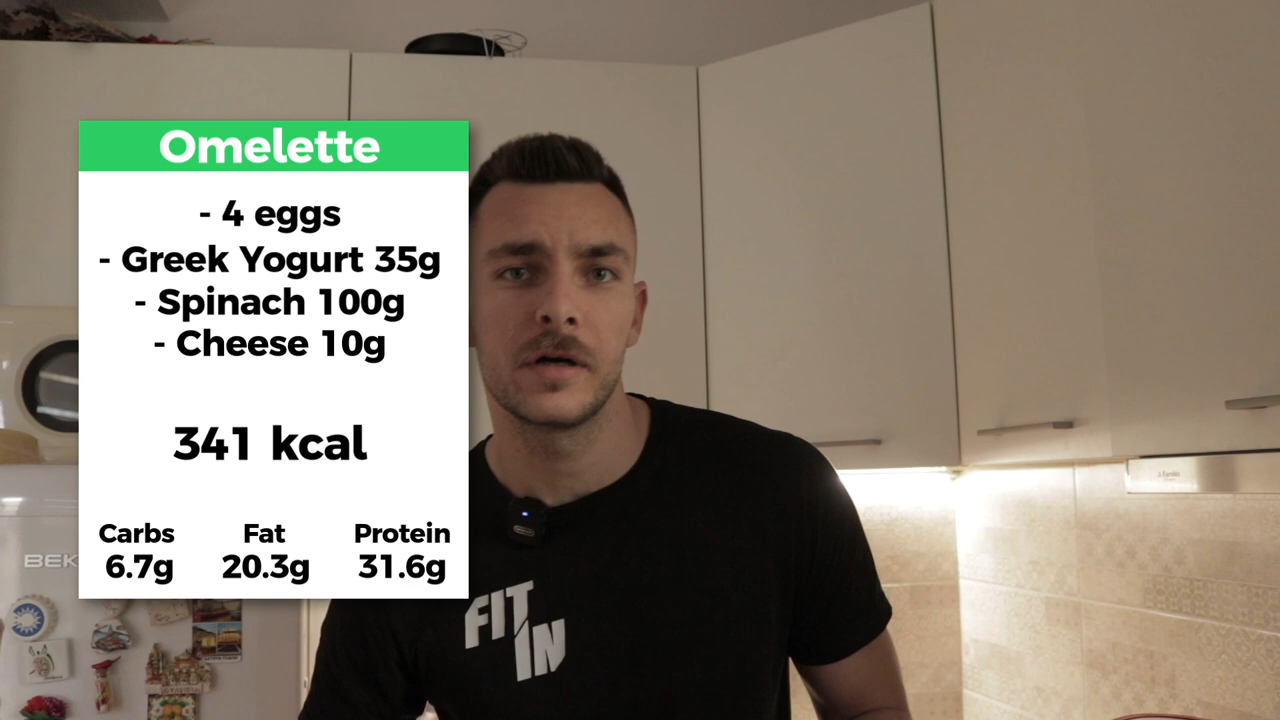 Omelette
- 4 eggs
- Greek Yogurt 35g
- Spinach 100g
- Cheese 10g
341 kcal
Carbs Fat Protein
6.7g 20.3g 31.6g
BEK
FIT
IN